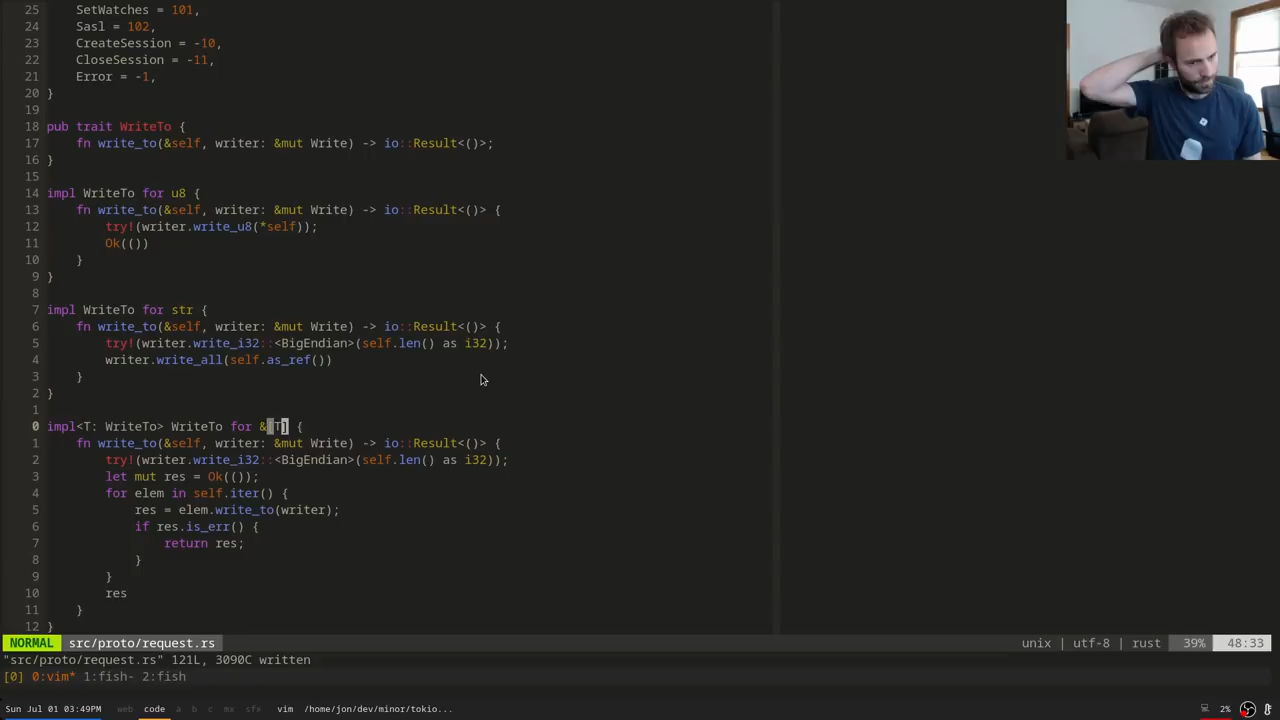 25 SetWatches = 101,
24 Sasl = 102,
23 CreateSession = -10,
22 CloseSession = -11,
21 Error = -1,
20 }
19
18 pub trait WriteTo {
17 fn write_to(&self, writer: &mut Write) -> io::Result<()>;
16 }
15
14 impl WriteTo for u8 {
13 fn write_to(&self, writer: &mut Write) -> io::Result<()> {
12 try!(writer.write_u8(*self));
11 Ok(())
10 }
9 }
8
7 impl WriteTo for str {
6 fn write_to(&self, writer: &mut Write) -> io::Result<()> {
5 try!(writer.write_i32::<BigEndian>(self.len() as i32));
4 writer.write_all(self.as_ref())
3 }
2 }
1
0 impl<T: WriteTo> WriteTo for &[T] {
1 fn write_to(&self, writer: &mut Write) -> io::Result<()> {
2 try!(writer.write_i32::<BigEndian>(self.len() as i32));
3 let mut res = Ok(());
4 for elem in self.iter() {
5 res = elem.write_to(writer);
6 if res.is_err() {
7 return res;
8 }
9 }
10 res
11 }
12 }
NORMAL src/proto/request.rs unix | utf-8 | rust 39% 48:33
"src/proto/request.rs" 121L, 3090C written
[0] 0:vim* 1:fish- 2:fish
Sun Jul 01 03:49PM web code a b c mx sfx vim /home/jon/dev/minor/tokio... 2%